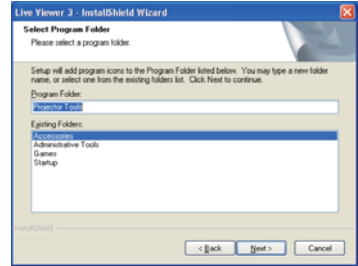 Live Viewer 3 - InstallShield Wizard
Select Program Folder
Please select a program folder.
Setup will add program icons to the Program Folder listed below. You may type a new folder
name, or select one from the existing folders list. Click Next to continue.
Program Folder:
Projector Tools
Existing Folders:
Accessories
Administrative Tools
Games
Startup
InstallShield
< Back
Next >
Cancel